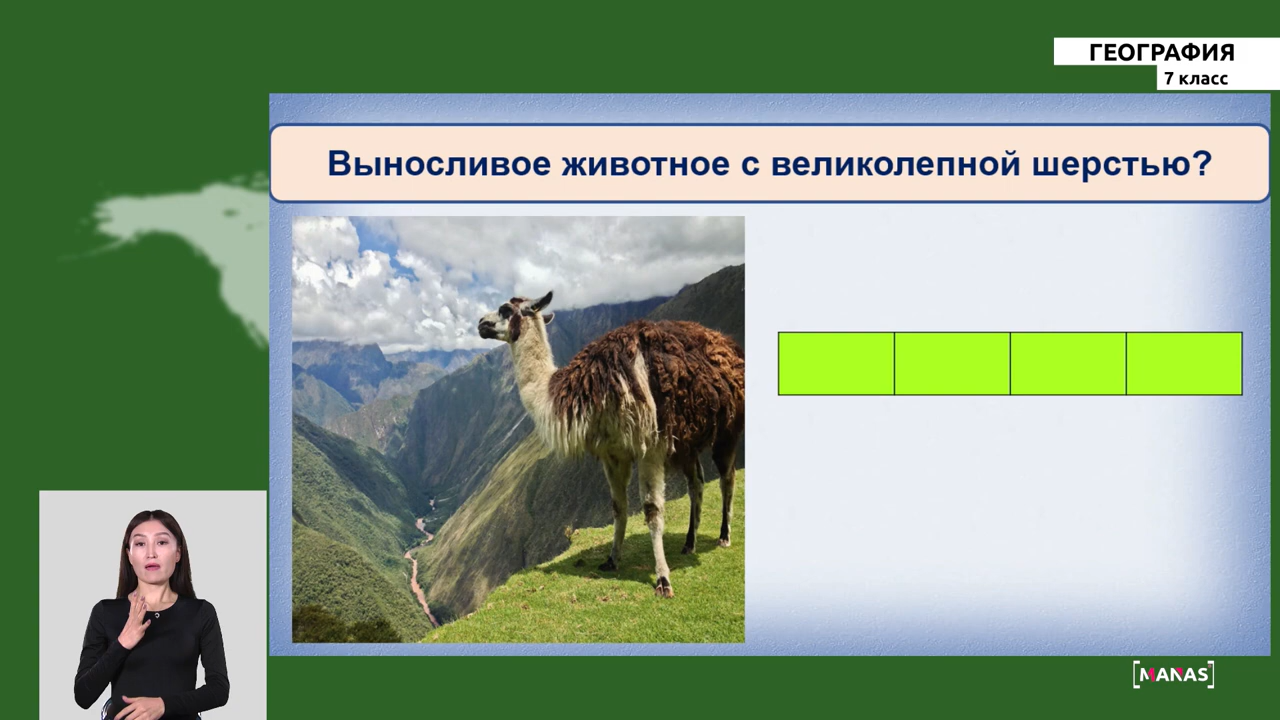 ГЕОГРАФИЯ
7 класс
Выносливое животное с великолепной шерстью?
[MANAS]